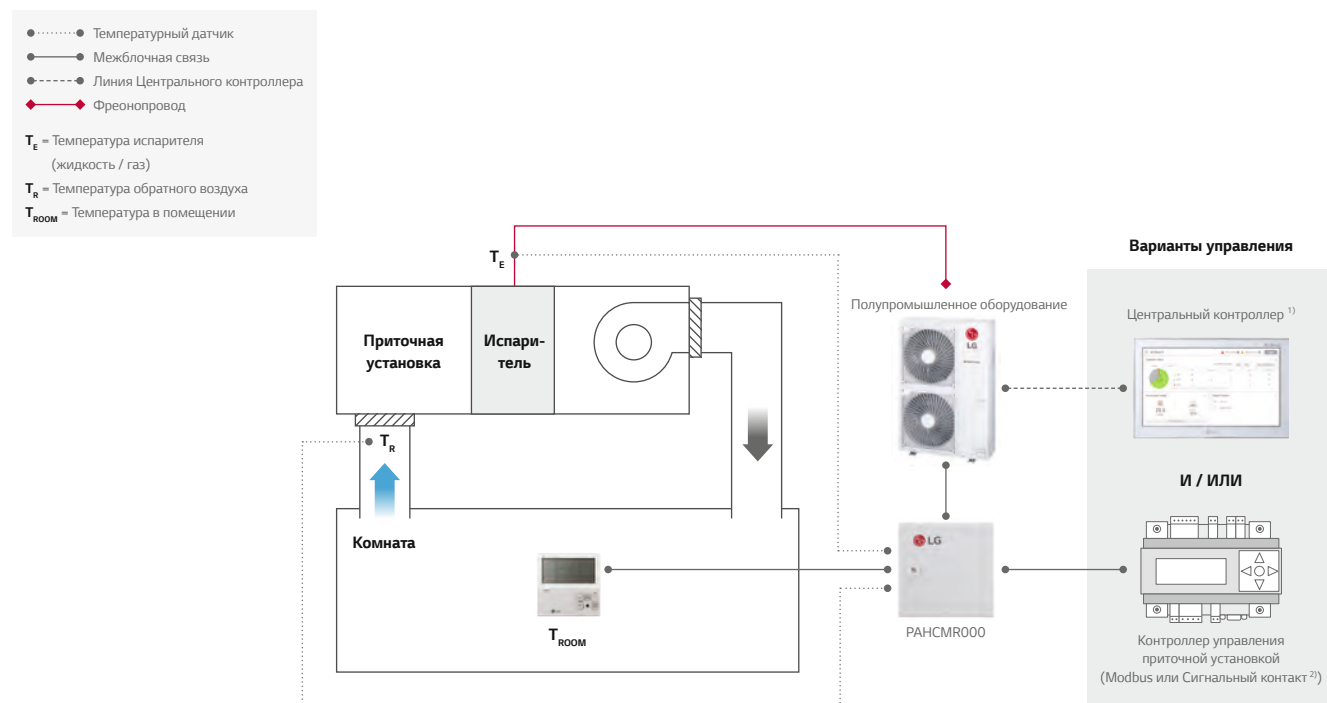 Температурный датчик
Межблочная связь
Линия Центрального контроллера
Фреонопровод
TE = Температура испарителя
(жидкость / газ)
TR = Температура обратного воздуха
TROOM = Температура в помещении
Варианты управления
TE
Полупромышленное оборудование
Центральный контроллер 1)
LG
Приточная
установка
Испари-
тель
TR
И / ИЛИ
Комната
LG
TROOM
PAHCMR000
Контроллер управления
приточной установкой
(Modbus или Сигнальный контакт 2))